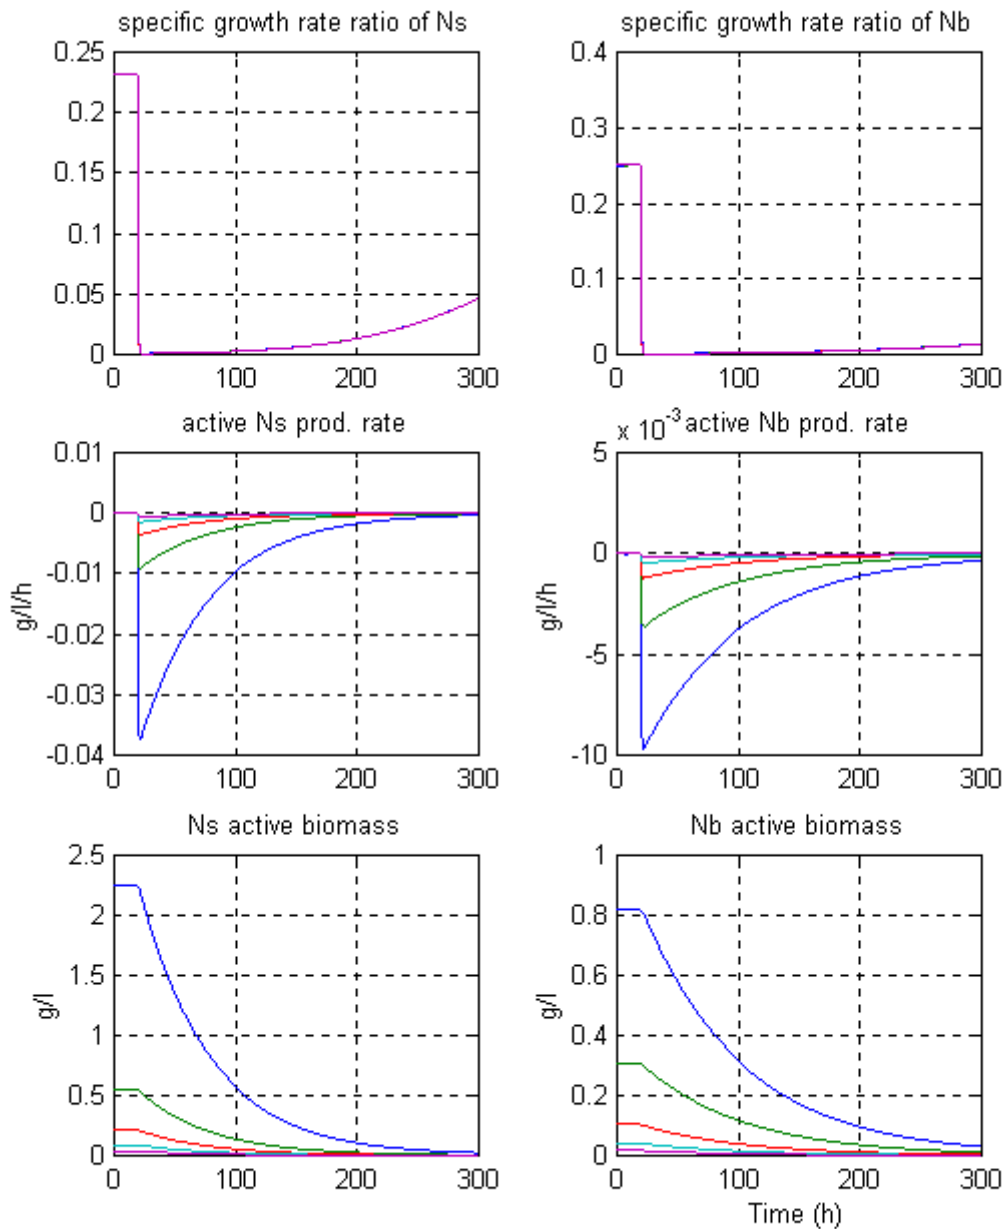 specific growth rate ratio of Ns
0.25
0.2
0.15
0.1
0.05
0
0 100 200 300
specific growth rate ratio of Nb
0.4
0.3
0.2
0.1
0
0 100 200 300
active Ns prod. rate
0.01
0
-0.01
-0.02
-0.03
-0.04
g/l/h
0 100 200 300
x 10-3 active Nb prod. rate
5
0
-5
-10
g/l/h
0 100 200 300
Ns active biomass
2.5
2
1.5
1
0.5
0
g/l
0 100 200 300
Nb active biomass
1
0.8
0.6
0.4
0.2
0
g/l
0 100 200 300
Time (h)